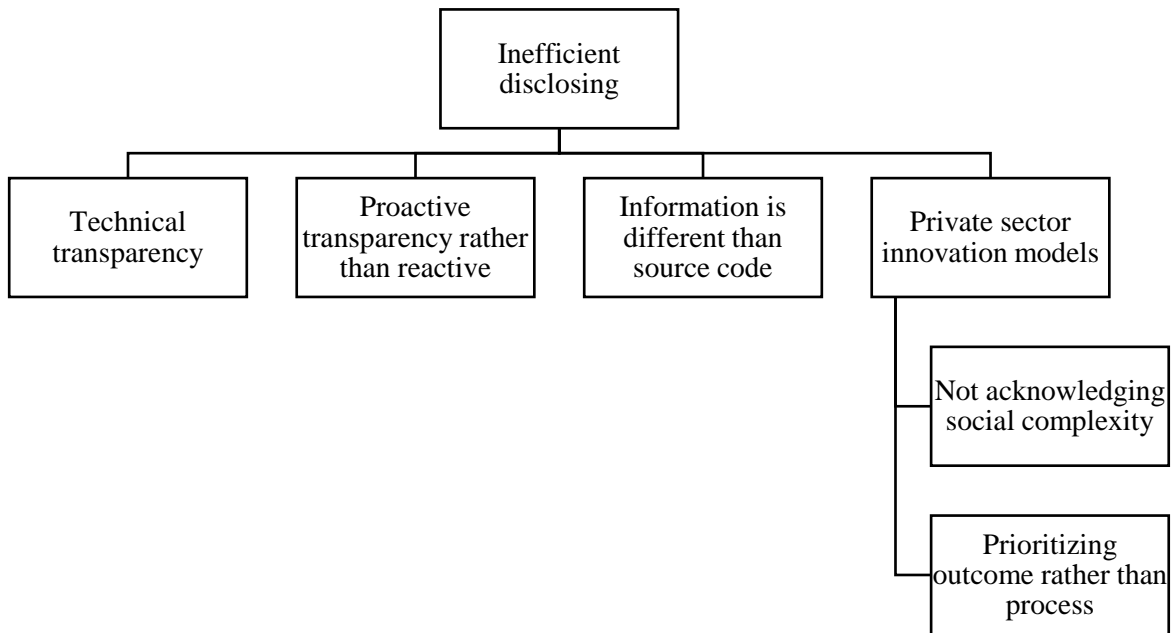 Inefficient
disclosing
Technical
transparency
Proactive
transparency rather
than reactive
Information is
different than
source code
Private sector
innovation models
Not acknowledging
social complexity
Prioritizing
outcome rather than
process